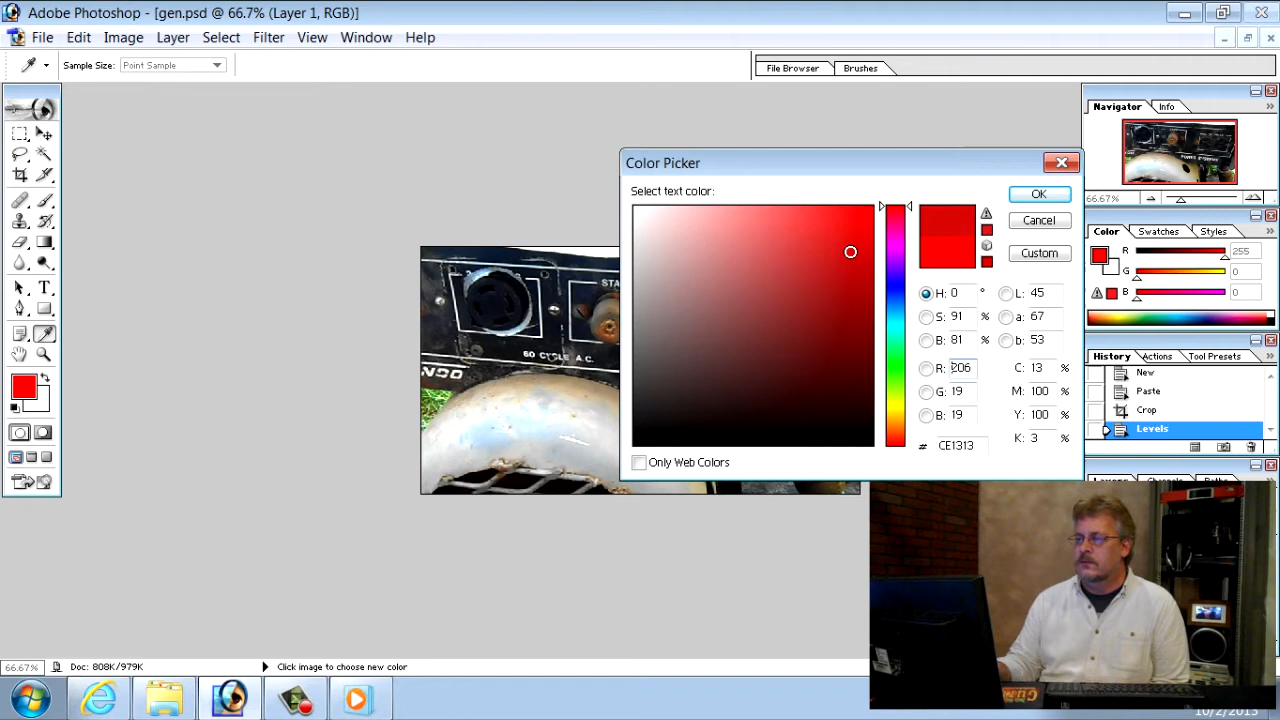 Adobe Photoshop - [gen.psd @ 66.7% (Layer 1, RGB)]
File Edit Image Layer Select Filter View Window Help
Sample Size: Point Sample
File Browser Brushes
Navigator Info
66.67%
Color Swatches Styles
R 255
G 0
B 0
History Actions Tool Presets
New
Paste
Crop
Levels
Color Picker
Select text color:
OK
Cancel
Custom
H: 0 °
S: 91 %
B: 81 %
R: 206
G: 19
B: 19
# CE1313
L: 45
a: 67
b: 53
C: 13 %
M: 100 %
Y: 100 %
K: 3 %
Only Web Colors
STA
60 CYCLE A.C.
66.67% Doc: 808K/979K Click image to choose new color
10/2/2013